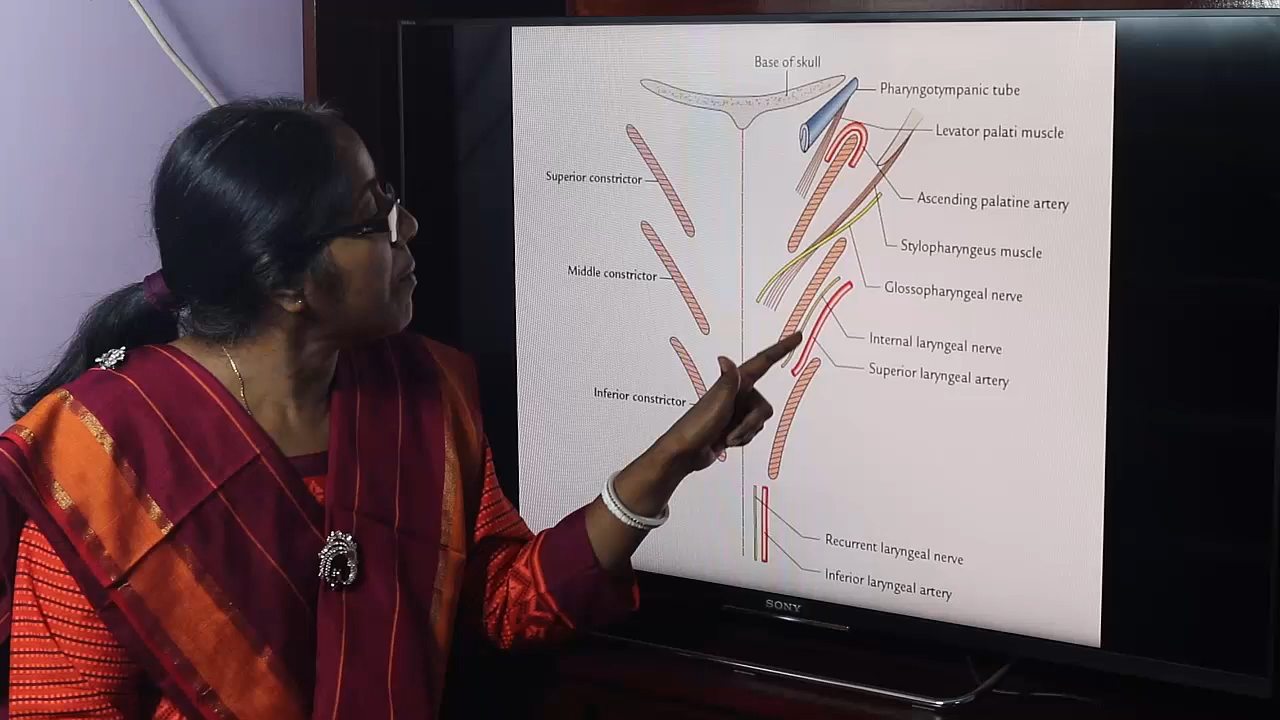 Base of skull
Pharyngotympanic tube
Levator palati muscle
Superior constrictor
Ascending palatine artery
Stylopharyngeus muscle
Middle constrictor
Glossopharyngeal nerve
Internal laryngeal nerve
Superior laryngeal artery
Inferior constrictor
Recurrent laryngeal nerve
Inferior laryngeal artery
SONY